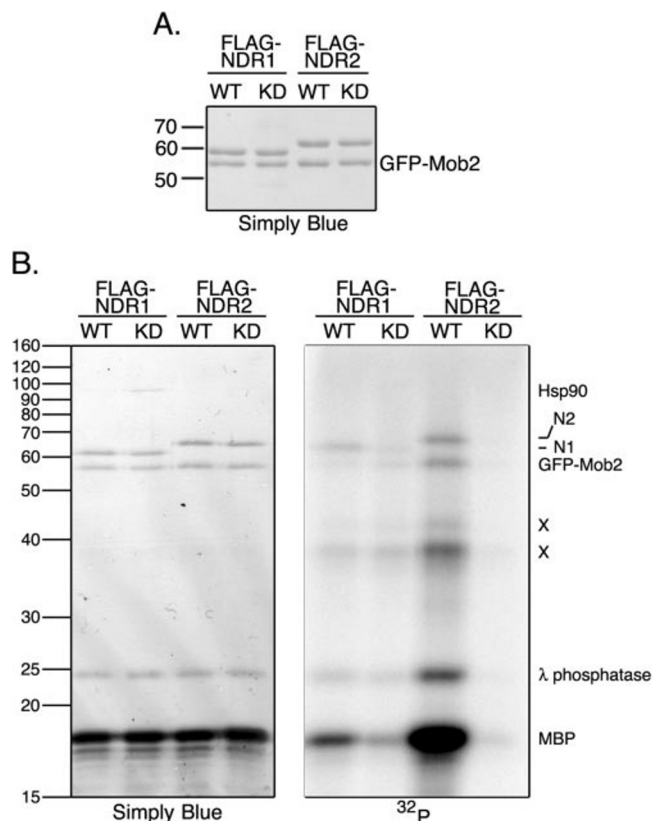 A.
FLAG-
NDR1
FLAG-
NDR2
WT KD WT KD
70
60
50
GFP-Mob2
Simply Blue
B.
FLAG-
NDR1
FLAG-
NDR2
FLAG-
NDR1
FLAG-
NDR2
WT KD WT KD
WT KD WT KD
160
120
100
90
80
70
60
50
40
30
25
20
15
Hsp90
N2
N1
GFP-Mob2
X
X
λ phosphatase
MBP
Simply Blue
32P